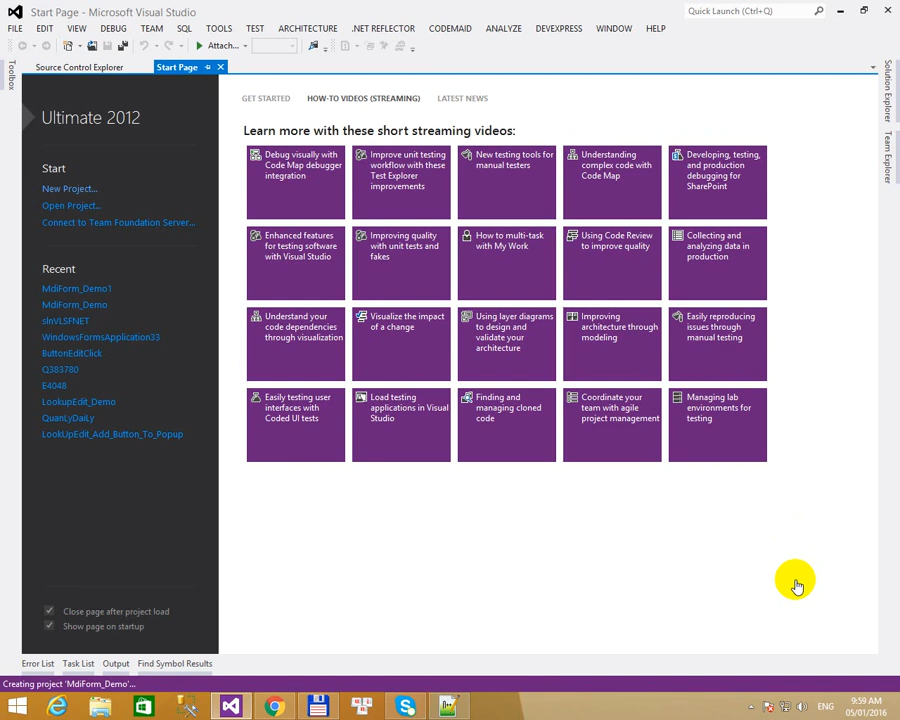 Start Page - Microsoft Visual Studio
Quick Launch (Ctrl+Q)
FILE EDIT VIEW DEBUG TEAM SQL TOOLS TEST ARCHITECTURE .NET REFLECTOR CODEMAID ANALYZE DEVEXPRESS WINDOW HELP
Attach...
Toolbox
Source Control Explorer
Start Page
Solution Explorer
Team Explorer
Ultimate 2012
Start
New Project...
Open Project...
Connect to Team Foundation Server...
Recent
MdiForm_Demo1
MdiForm_Demo
slnVLSFNET
WindowsFormsApplication33
ButtonEditClick
Q383780
E4048
LookupEdit_Demo
QuanLyDaiLy
LookUpEdit_Add_Button_To_Popup
Close page after project load
Show page on startup
GET STARTED
HOW-TO VIDEOS (STREAMING)
LATEST NEWS
Learn more with these short streaming videos:
Debug visually with
Code Map debugger
integration
Improve unit testing
workflow with these
Test Explorer
improvements
New testing tools for
manual testers
Understanding
complex code with
Code Map
Developing, testing,
and production
debugging for
SharePoint
Enhanced features
for testing software
with Visual Studio
Improving quality
with unit tests and
fakes
How to multi-task
with My Work
Using Code Review
to improve quality
Collecting and
analyzing data in
production
Understand your
code dependencies
through visualization
Visualize the impact
of a change
Using layer diagrams
to design and
validate your
architecture
Improving
architecture through
modeling
Easily reproducing
issues through
manual testing
Easily testing user
interfaces with
Coded UI tests
Load testing
applications in Visual
Studio
Finding and
managing cloned
code
Coordinate your
team with agile
project management
Managing lab
environments for
testing
Error List Task List Output Find Symbol Results
Creating project 'MdiForm_Demo'...
ENG
9:59 AM
05/01/2016